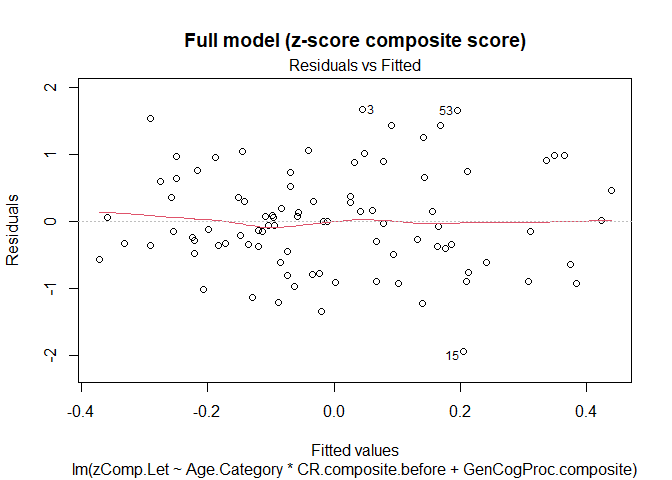 Full model (z-score composite score)
Residuals vs Fitted
2
1
0
-1
-2
Residuals
3
53
15
-0.4
-0.2
0.0
0.2
0.4
Fitted values
lm(zComp.Let ~ Age.Category * CR.composite.before + GenCogProc.composite)